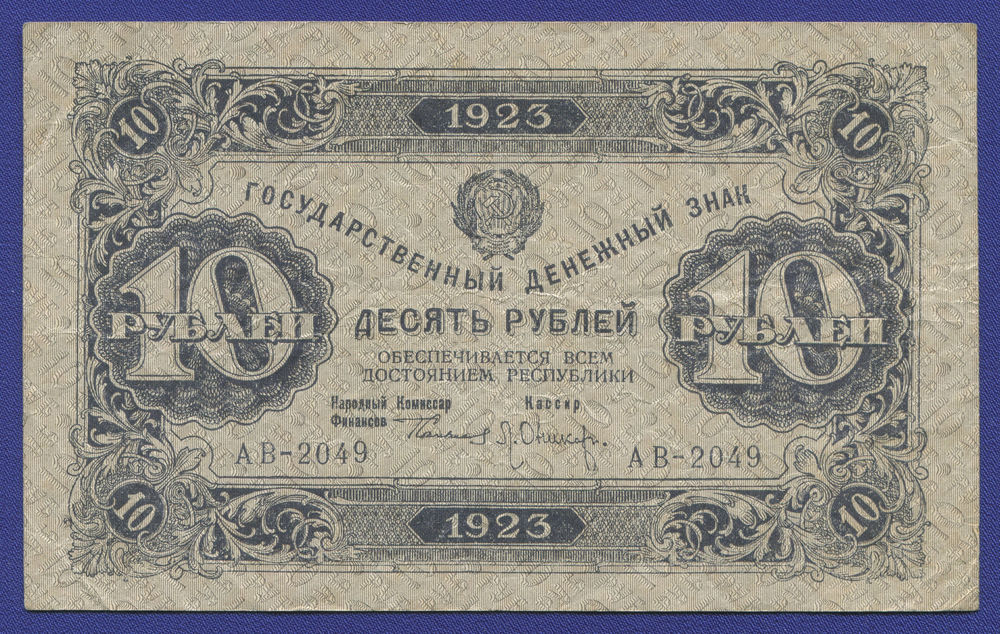 1923
10 10
ГОСУДАРСТВЕННЫЙ ДЕНЕЖНЫЙ ЗНАК
10 РУБЛЕЙ
10 РУБЛЕЙ
ДЕСЯТЬ РУБЛЕЙ
ОБЕСПЕЧИВАЕТСЯ ВСЕМ
ДОСТОЯНИЕМ РЕСПУБЛИКИ
Народный Комиссар Кассир
Финансов
АВ-2049 АВ-2049
10 10
1923